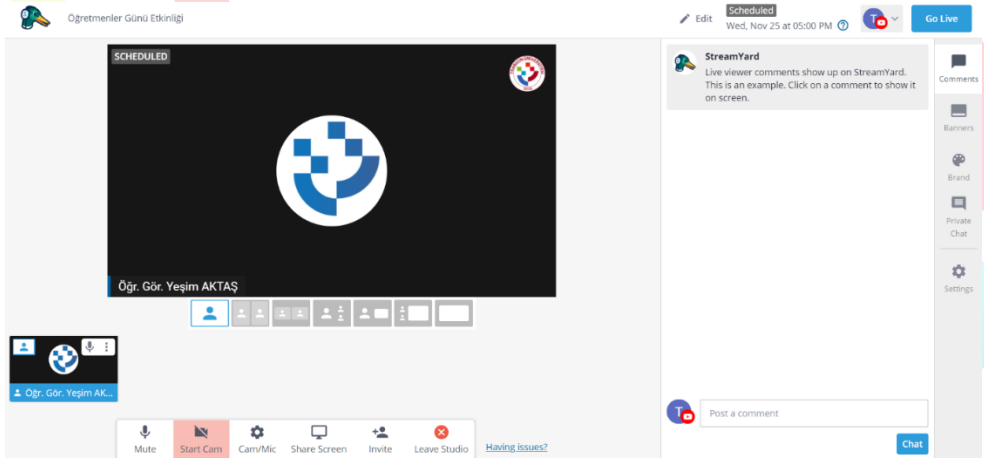 Öğretmenler Günü Etkinliği
Edit
Scheduled
Wed, Nov 25 at 05:00 PM ?
T
Go Live
SCHEDULED
Öğr. Gör. Yeşim AKTAŞ
StreamYard
Live viewer comments show up on StreamYard.
This is an example. Click on a comment to show it
on screen.
Comments
Banners
Brand
Private
Chat
Settings
Öğr. Gör. Yeşim AK...
T
Post a comment
Chat
Mute
Start Cam
Cam/Mic
Share Screen
Invite
Leave Studio
Having issues?